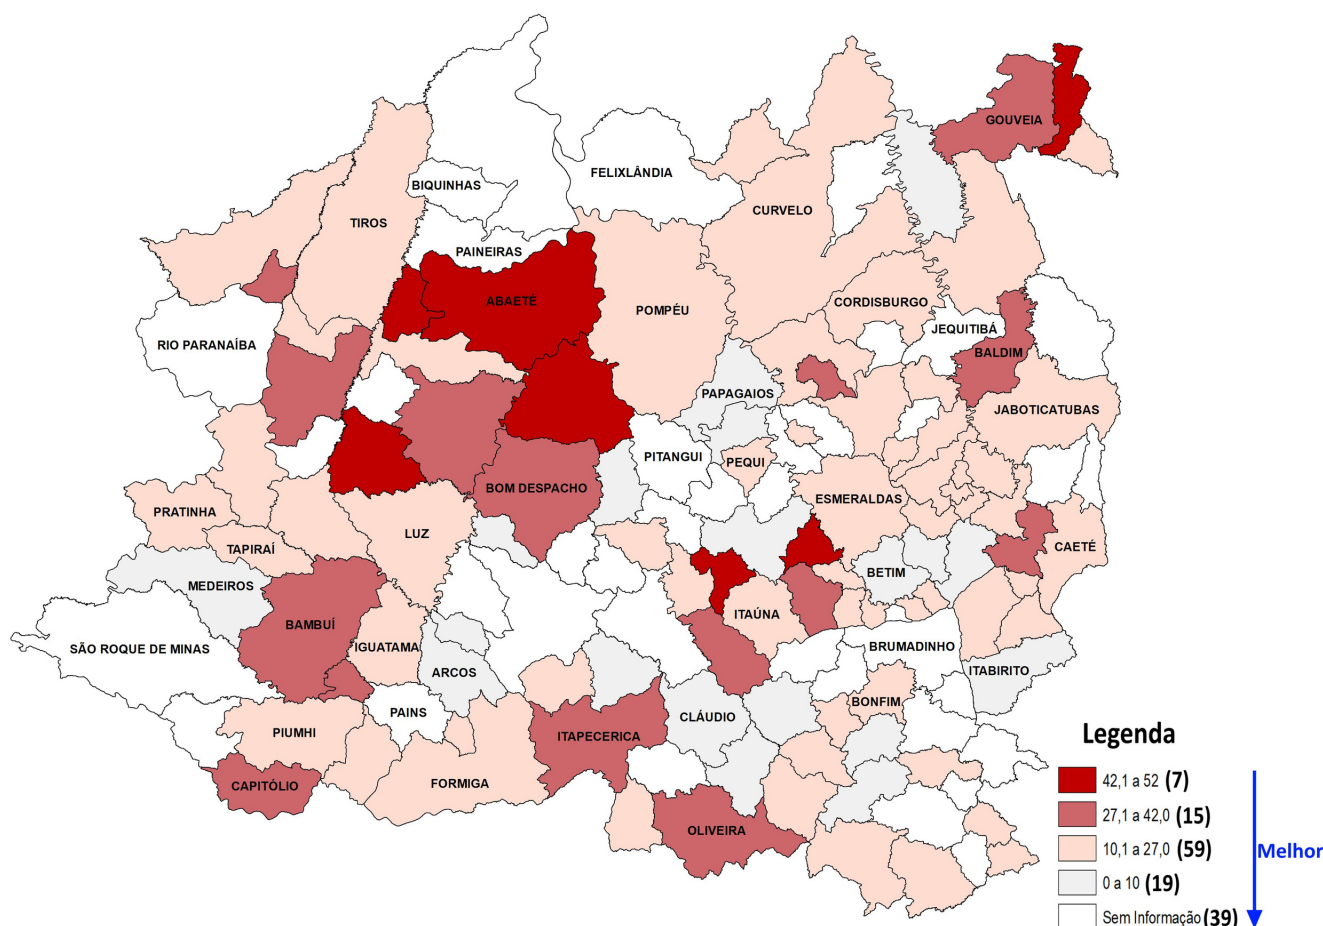 GOUVEIA
FELIXLÂNDIA
BIQUINHAS
CURVELO
TIROS
PAINEIRAS
ABAETÉ
CORDISBURGO
POMPÉU
JEQUITIBÁ
RIO PARANAÍBA
BALDIM
PAPAGAIOS
JABOTICATUBAS
PITANGUI
PEQUI
BOM DESPACHO
ESMERALDAS
PRATINHA
LUZ
CAETÉ
TAPIRAÍ
BETIM
MEDEIROS
ITAÚNA
BAMBUÍ
IGUATAMA
BRUMADINHO
SÃO ROQUE DE MINAS
ARCOS
ITABIRITO
BONFIM
PAINS
CLÁUDIO
PIUMHI
ITAPECERICA
CAPITÓLIO
FORMIGA
OLIVEIRA
Legenda
42,1 a 52 (7)
27,1 a 42,0 (15)
10,1 a 27,0 (59)
Melhor
0 a 10 (19)
Sem Informação (39)